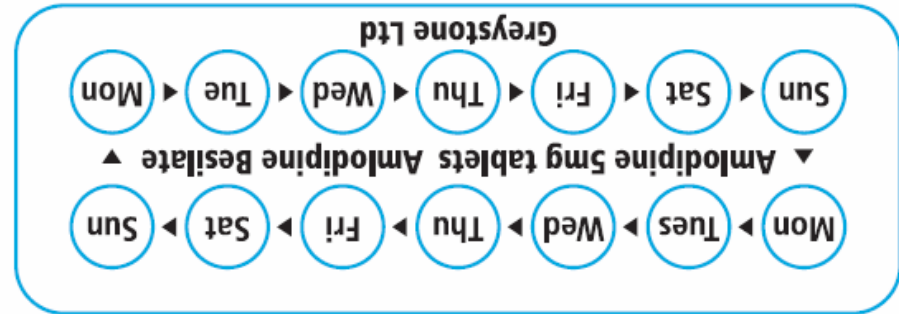 Mon Tues Wed Thu Fri Sat Sun
Amlodipine 5mg tablets Amlodipine Besilate
Sun Sat Fri Thu Wed Tue Mon
Greystone Ltd